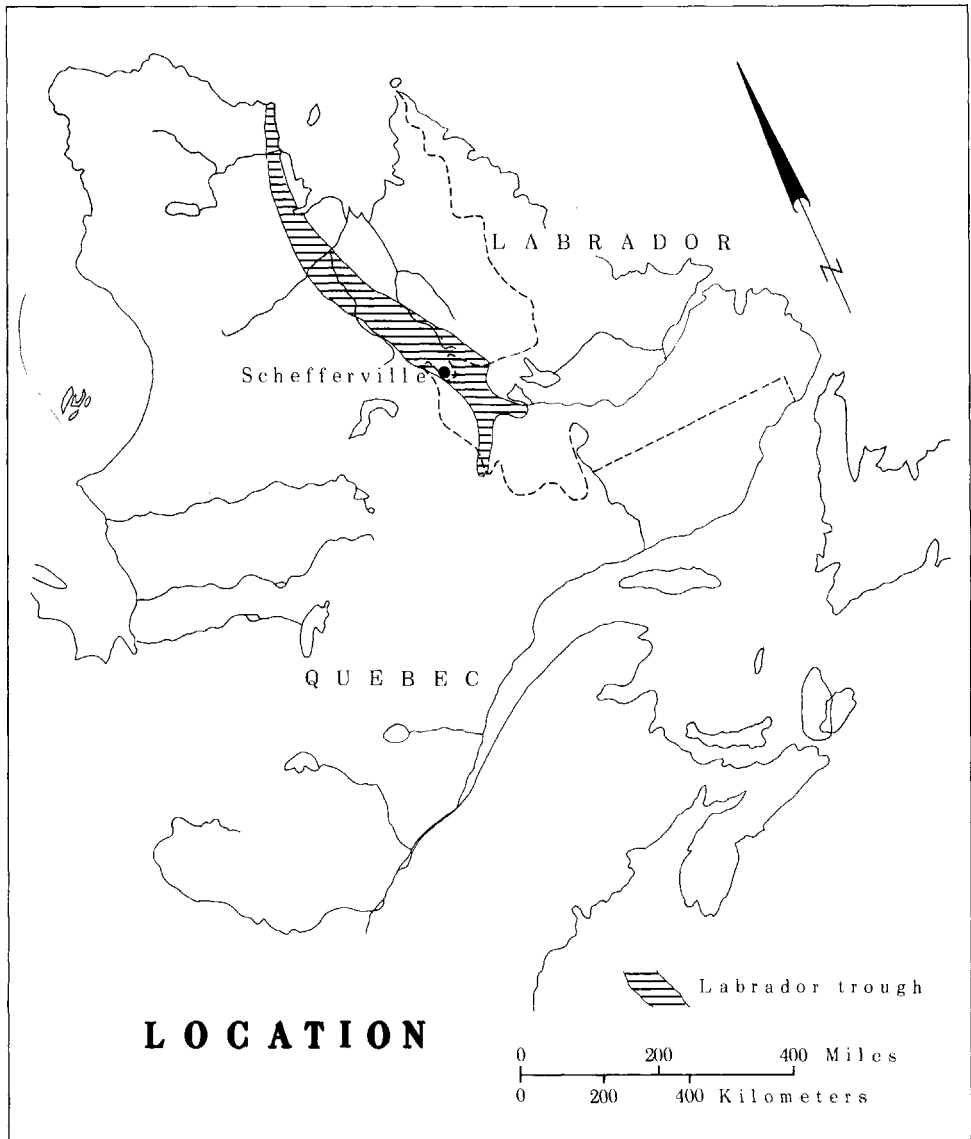 LABRADOR
Schefferville
QUEBEC
Labrador trough
LOCATION
0 200 400 Miles
0 200 400 Kilometers
N